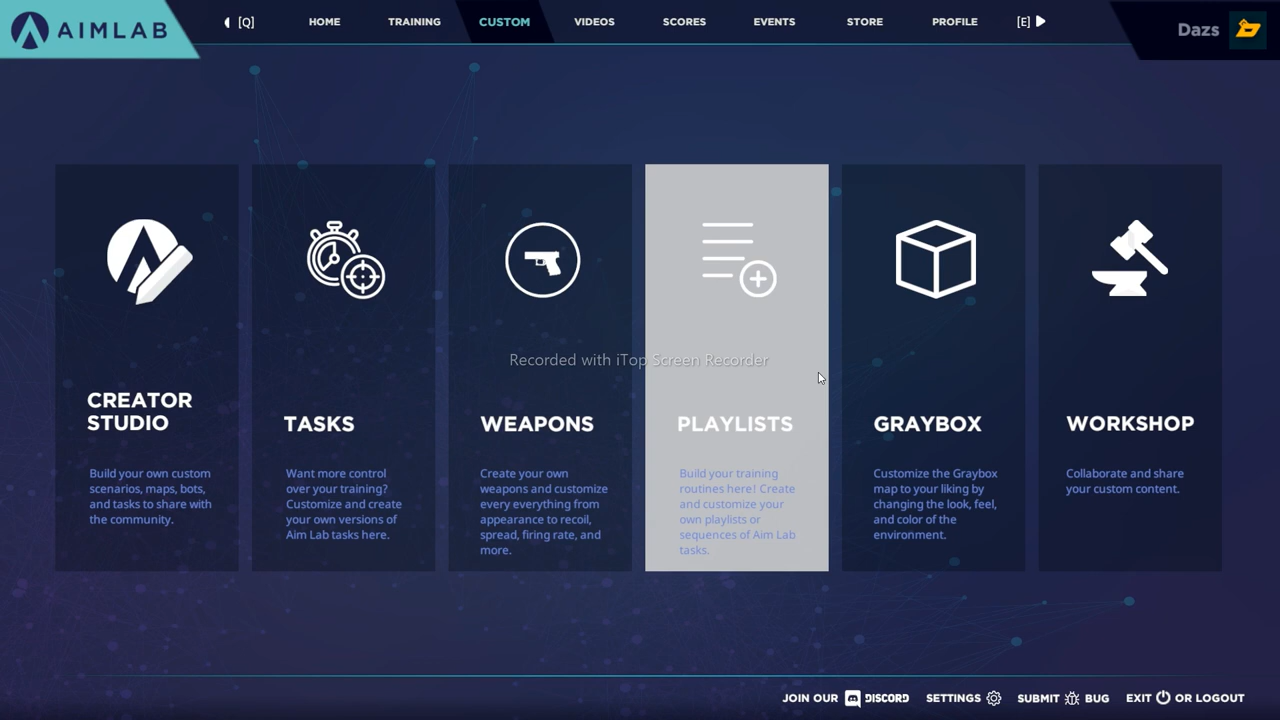 AIMLAB
[Q]
HOME
TRAINING
CUSTOM
VIDEOS
SCORES
EVENTS
STORE
PROFILE
[E]
Dazs
CREATOR
STUDIO
Build your own custom
scenarios, maps, bots,
and tasks to share with
the community.
TASKS
Want more control
over your training?
Customize and create
your own versions of
Aim Lab tasks here.
WEAPONS
Create your own
weapons and customize
every everything from
appearance to recoil,
spread, firing rate, and
more.
PLAYLISTS
Build your training
routines here! Create
and customize your
own playlists or
sequences of Aim Lab
tasks.
GRAYBOX
Customize the Graybox
map to your liking by
changing the look, feel,
and color of the
environment.
WORKSHOP
Collaborate and share
your custom content.
Recorded with iTop Screen Recorder
JOIN OUR DISCORD
SETTINGS
SUBMIT BUG
EXIT OR LOGOUT